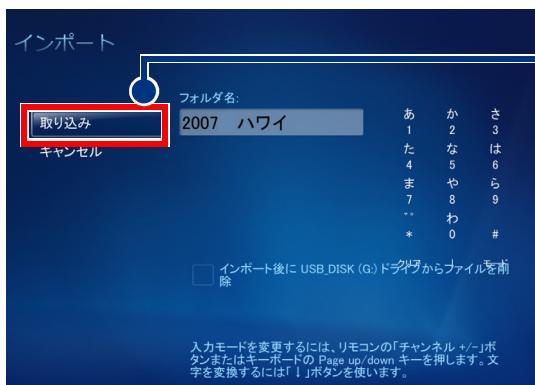 インポート
フォルダ名:
取り込み
2007 ハワイ
キャンセル
あ か さ
1 2 3
た な は
4 5 6
ま や ら
7 8 9
゛゜ わ
* 0 #
クリア ↓ モード
インポート後に USB_DISK (G:) ドライブからファイルを削
除
入力モードを変更するには、リモコンの「チャンネル +/-」ボ
タンまたはキーボードの Page up/down キーを押します。文
字を変換するには「↓」ボタンを使います。